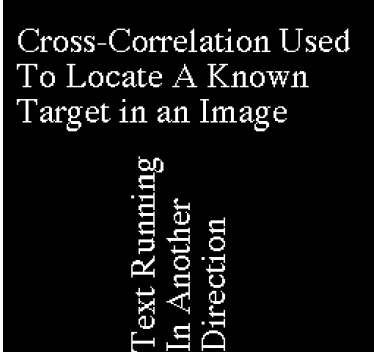 Cross-Correlation Used
To Locate A Known
Target in an Image
Text Running
In Another
Direction